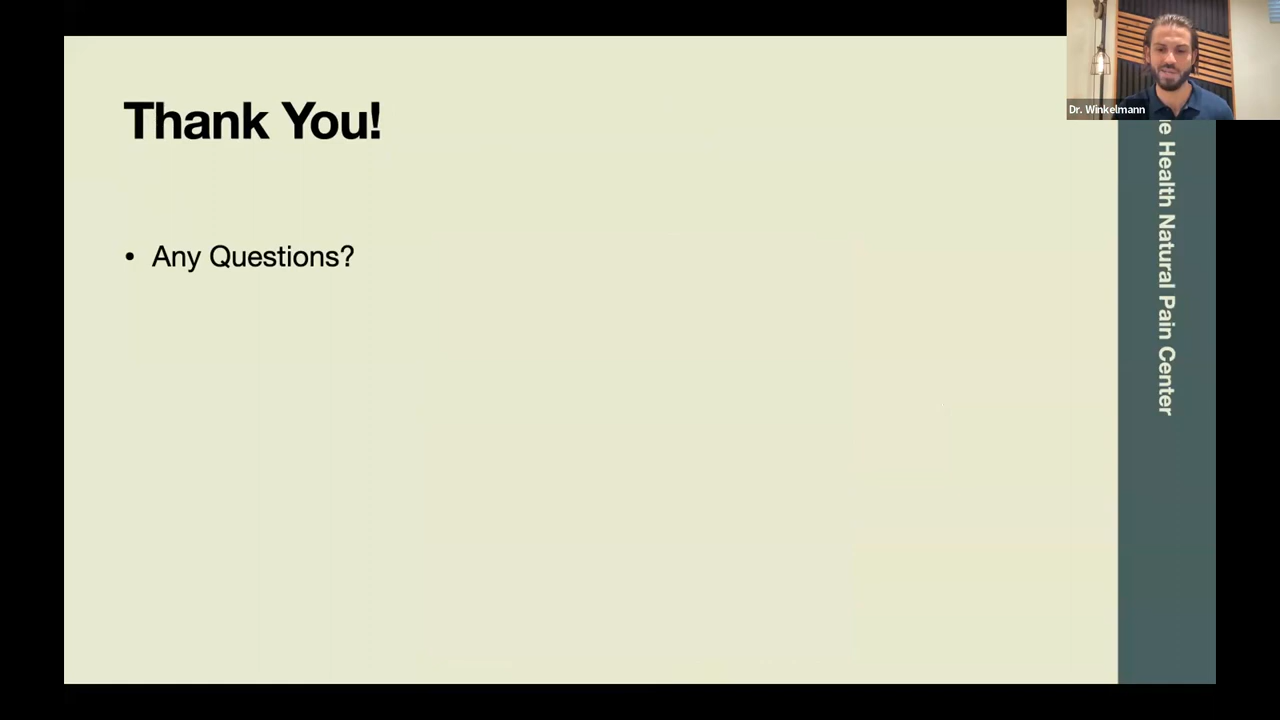 Thank You!
• Any Questions?
Dr. Winkelmann
Health Natural Pain Center